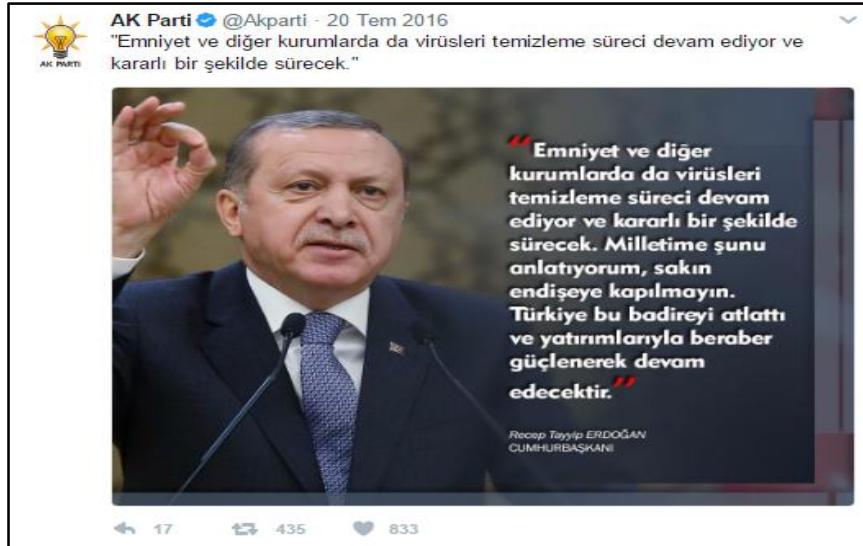 AK Parti @Akparti · 20 Tem 2016
"Emniyet ve diğer kurumlarda da virüsleri temizleme süreci devam ediyor ve
kararlı bir şekilde sürecek."
AK PARTİ
"Emniyet ve diğer
kurumlarda da virüsleri
temizleme süreci devam
ediyor ve kararlı bir şekilde
sürecek. Milletime şunu
anlatıyorum, sakın
endişeye kapılmayın.
Türkiye bu badireyi atlattı
ve yatırımlarıyla beraber
güçlenerek devam
edecektir."
Recep Tayyip ERDOĞAN
CUMHURBAŞKANI
17 435 833